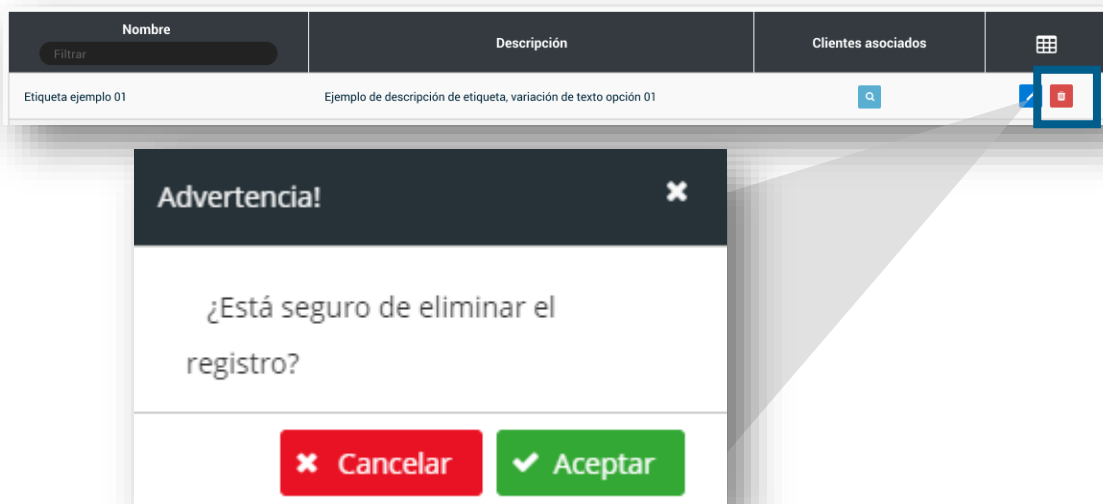 Nombre
Filtrar
Descripción
Clientes asociados
Etiqueta ejemplo 01
Ejemplo de descripción de etiqueta, variación de texto opción 01
Advertencia!
¿Está seguro de eliminar el
registro?
Cancelar
Aceptar